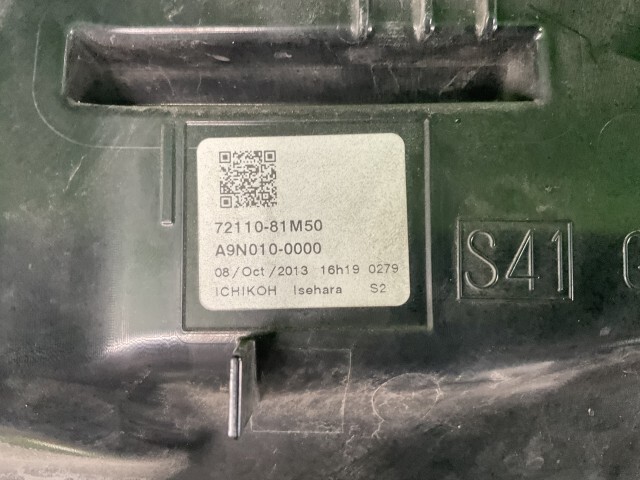 72110-81M50
A9N010-0000
08/Oct/2013 16h19 0279
ICHIKOH Isehara S2
S41